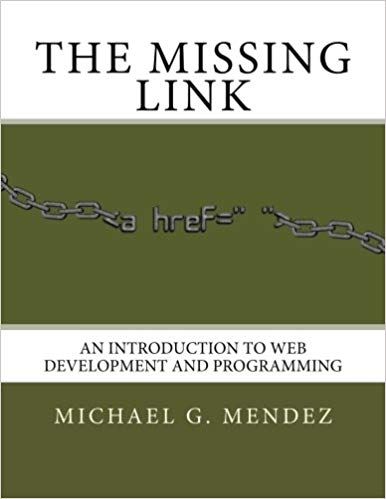 THE MISSING
LINK
<a href=" ">
AN INTRODUCTION TO WEB
DEVELOPMENT AND PROGRAMMING
MICHAEL G. MENDEZ